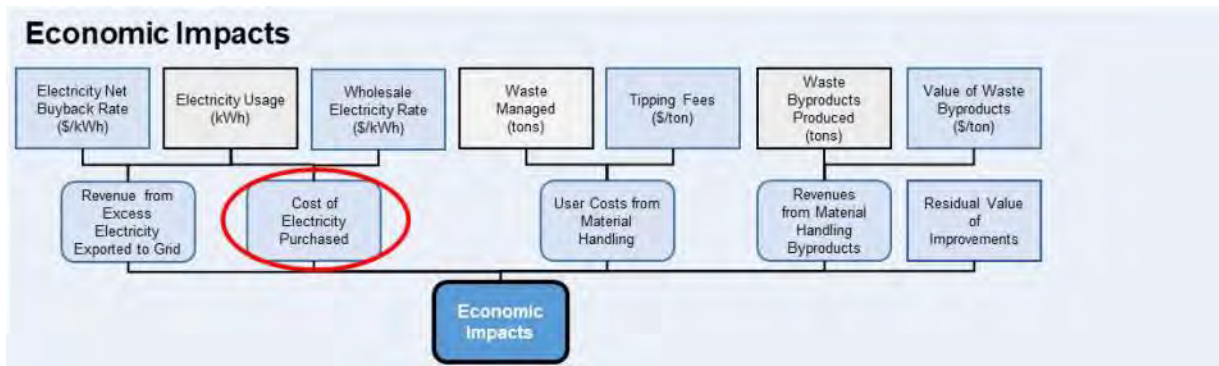 Economic Impacts
Electricity Net
Buyback Rate
($/kWh)
Electricity Usage
(kWh)
Wholesale
Electricity Rate
($/kWh)
Waste
Managed
(tons)
Tipping Fees
($/ton)
Waste
Byproducts
Produced
(tons)
Value of Waste
Byproducts
($/ton)
Revenue from
Excess
Electricity
Exported to Grid
Cost of
Electricity
Purchased
User Costs from
Material
Handling
Revenues
from Material
Handling
Byproducts
Residual Value
of
Improvements
Economic
Impacts